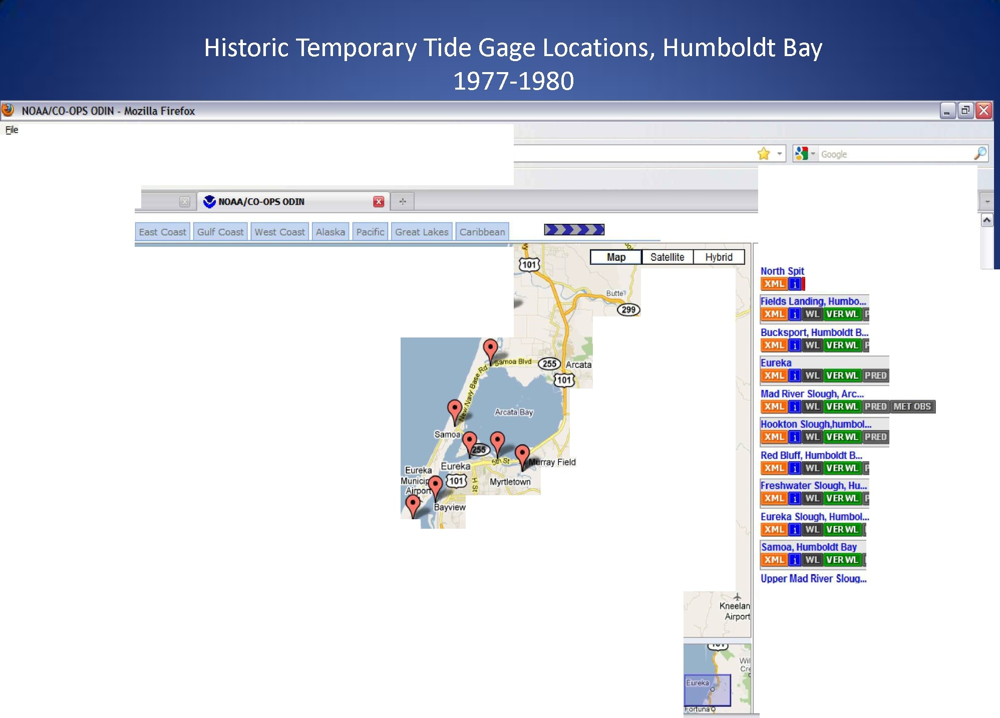 Historic Temporary Tide Gage Locations, Humboldt Bay
1977-1980
NOAA/CO-OPS ODIN - Mozilla Firefox
File
Google
NOAA/CO-OPS ODIN
East Coast Gulf Coast West Coast Alaska Pacific Great Lakes Caribbean
Map Satellite Hybrid
101
Butte
299
Samoa Blvd 255 Arcata
101
New Navy Base Rd
Arcata Bay
Samoa
255
5th St
Murray Field
Eureka
Eureka
Municip
Airport
101
H St
Myrtletown
Bayview
Kneelan
Airport
101
Wil
Cre
Eureka
Fortuna
North Spit
XML i
Fields Landing, Humbo...
XML i WL VER WL
Bucksport, Humboldt B...
XML i WL VER WL
Eureka
XML i WL VER WL PRED
Mad River Slough, Arc...
XML i WL VER WL PRED MET OBS
Hookton Slough,humbol...
XML i WL VER WL PRED
Red Bluff, Humboldt B...
XML i WL VER WL
Freshwater Slough, Hu...
XML i WL VER WL
Eureka Slough, Humbol...
XML i WL VER WL
Samoa, Humboldt Bay
XML i WL VER WL
Upper Mad River Sloug...